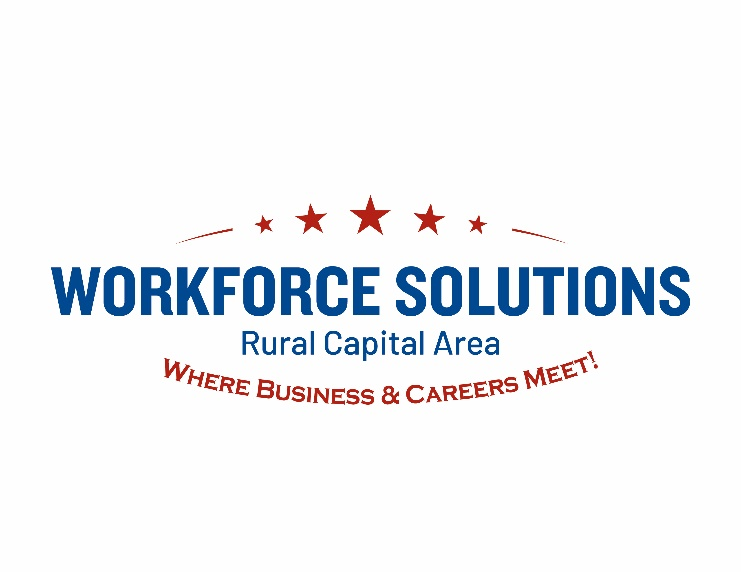 WORKFORCE SOLUTIONS
Rural Capital Area
WHERE BUSINESS & CAREERS MEET!